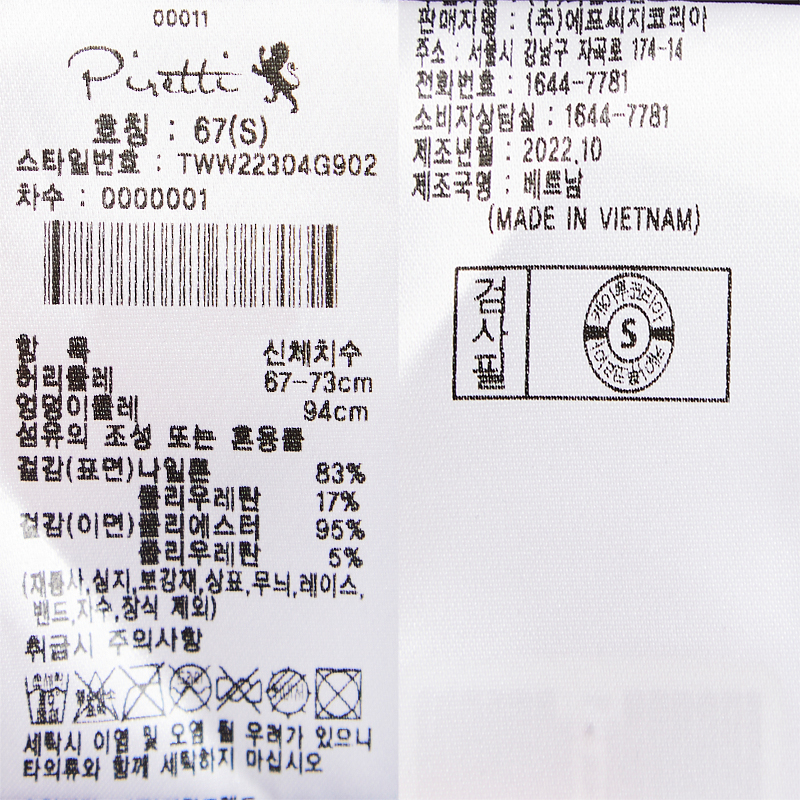 00011
Piretti
호칭 : 67(S)
스타일번호 : TWW22304G902
차수 : 0000001
항 목 신체치수
허리둘레 67-73cm
엉덩이둘레 94cm
섬유의 조성 또는 혼용률
겉감(표면)나일론 83%
폴리우레탄 17%
겉감(이면)폴리에스터 95%
폴리우레탄 5%
(재봉사,심지,보강재,상표,무늬,레이스,
밴드,자수,장식 제외)
취급시 주의사항
세탁시 이염 및 오염 될 우려가 있으니
타의류와 함께 세탁하지 마십시오
판매자명 : (주)에프씨지코리아
주소 : 서울시 강남구 자곡로 174-14
전화번호 : 1644-7781
소비자상담실 : 1644-7781
제조년월 : 2022.10
제조국명 : 베트남
(MADE IN VIETNAM)
검사필
S